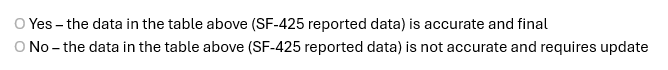 O Yes – the data in the table above (SF-425 reported data) is accurate and final
O No – the data in the table above (SF-425 reported data) is not accurate and requires update